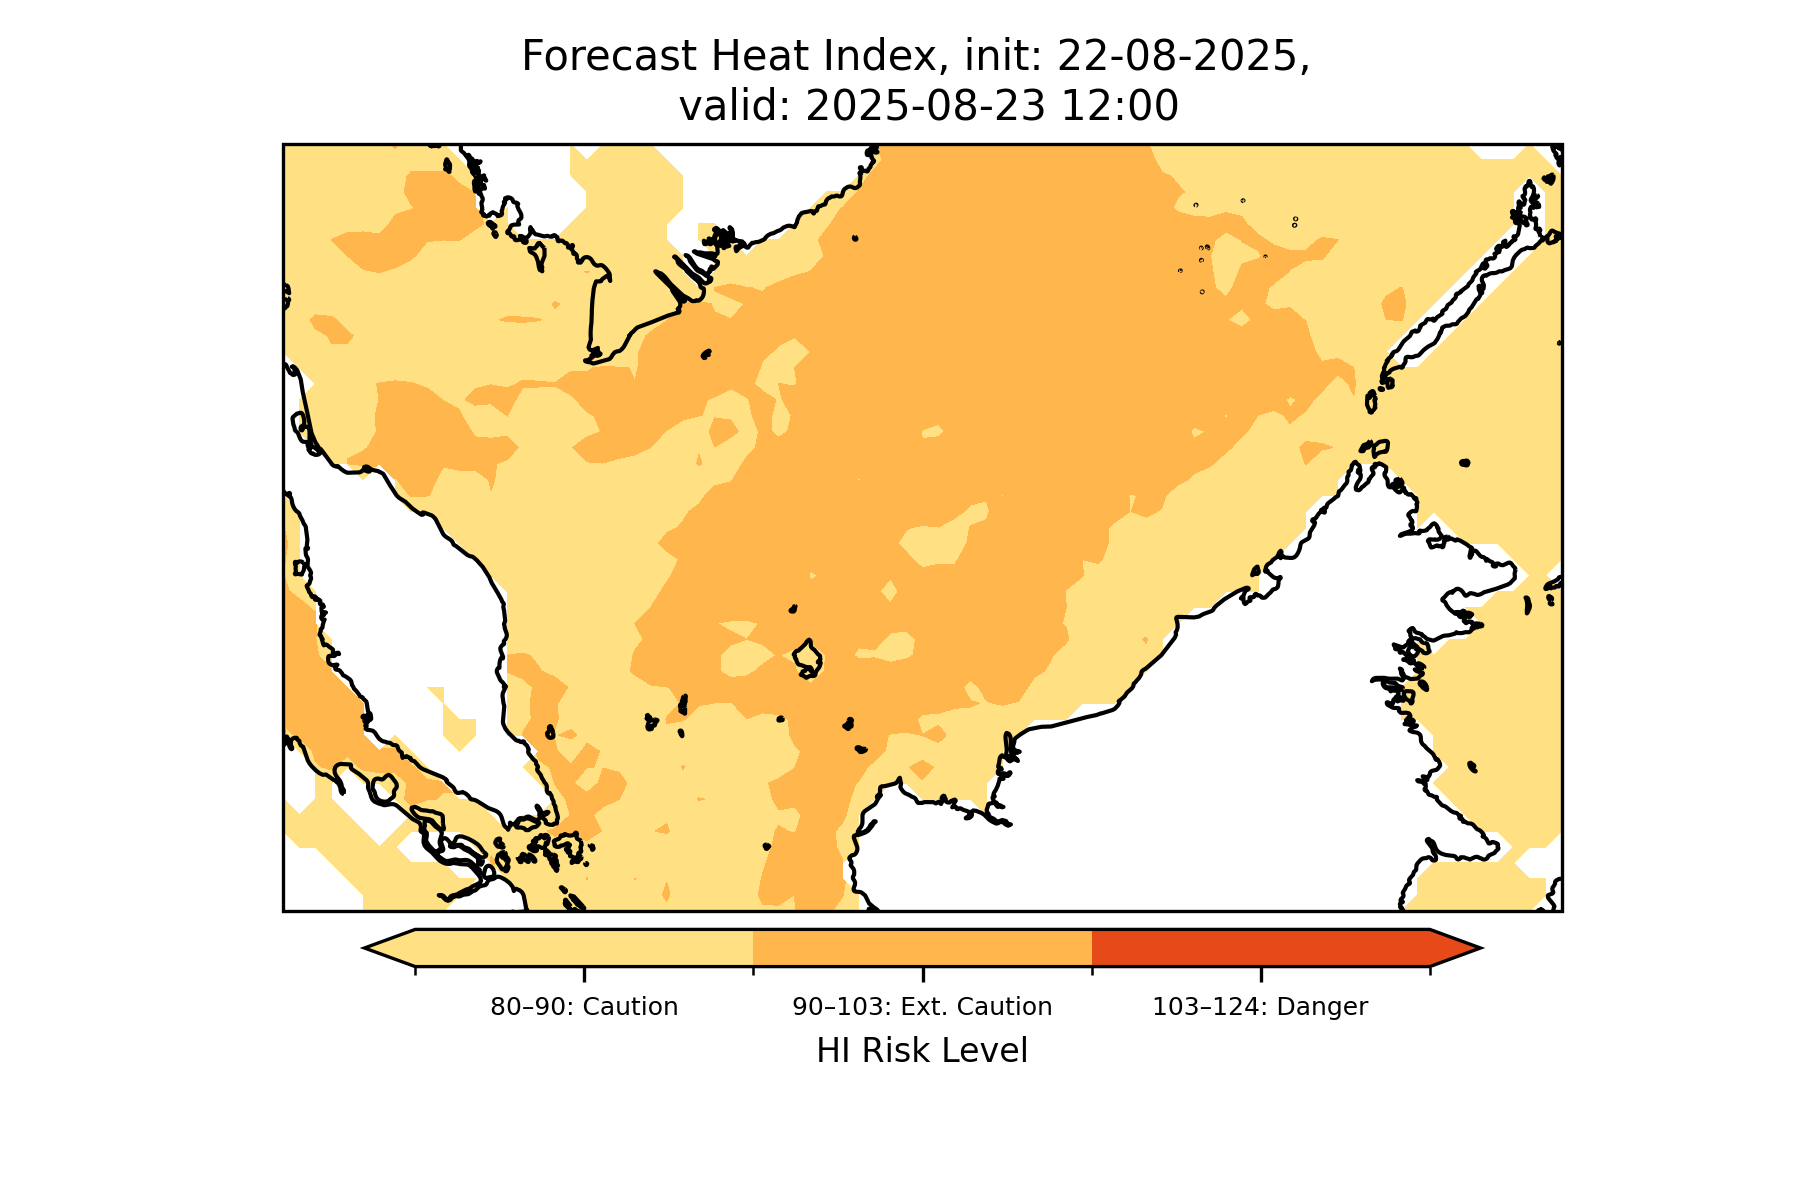 Forecast Heat Index, init: 22-08-2025,
valid: 2025-08-23 12:00
80–90: Caution
90–103: Ext. Caution
103–124: Danger
HI Risk Level